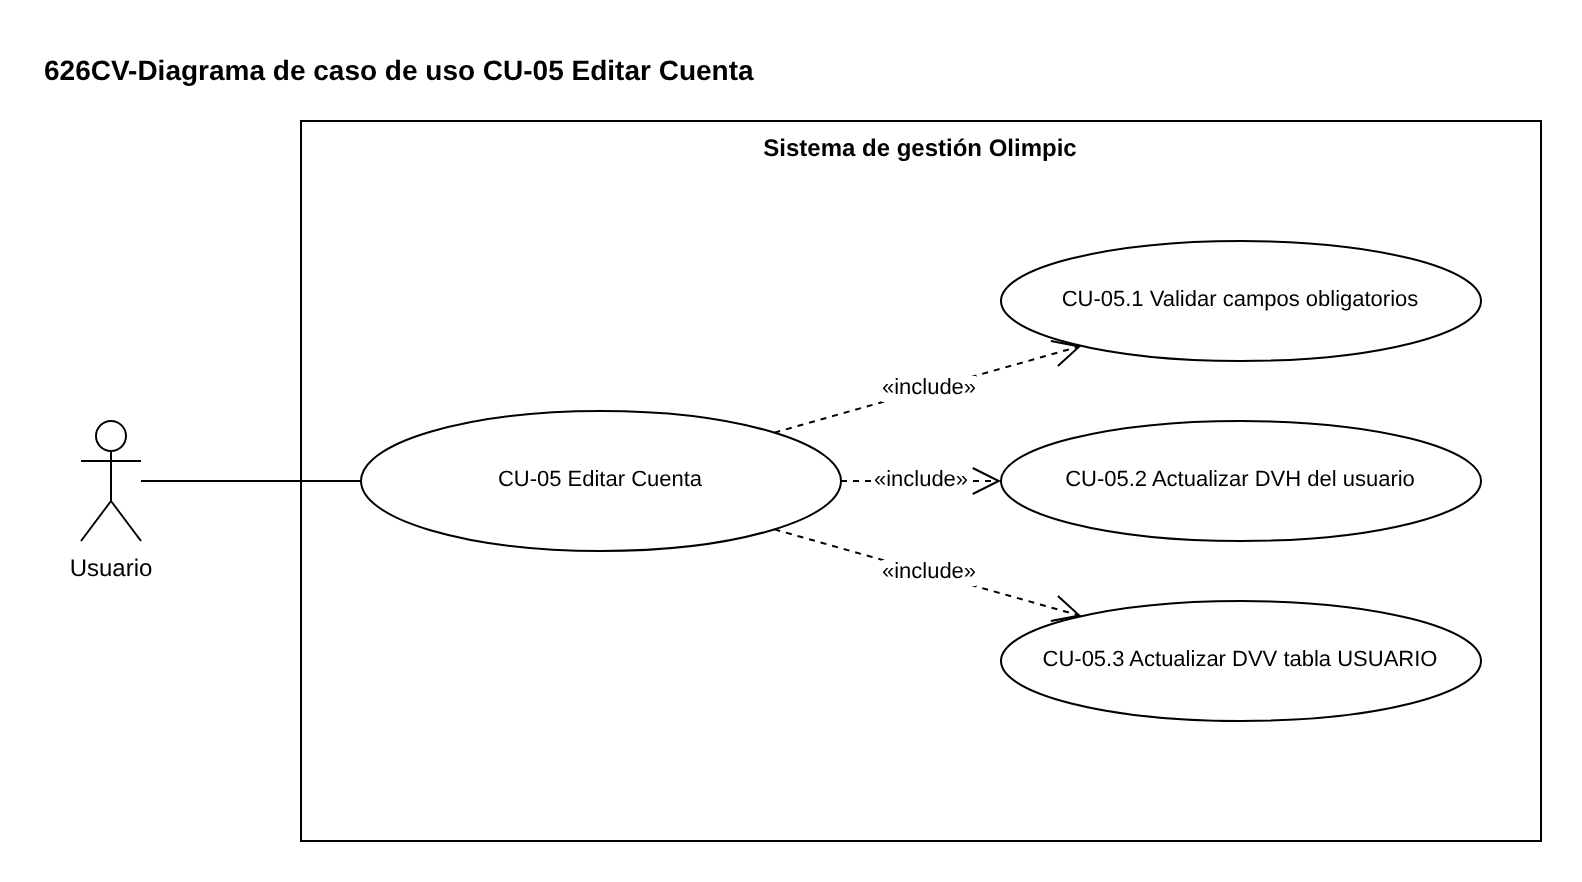 626CV-Diagrama de caso de uso CU-05 Editar Cuenta
Sistema de gestión Olimpic
CU-05.1 Validar campos obligatorios
«include»
Usuario
CU-05 Editar Cuenta
«include»
CU-05.2 Actualizar DVH del usuario
«include»
CU-05.3 Actualizar DVV tabla USUARIO